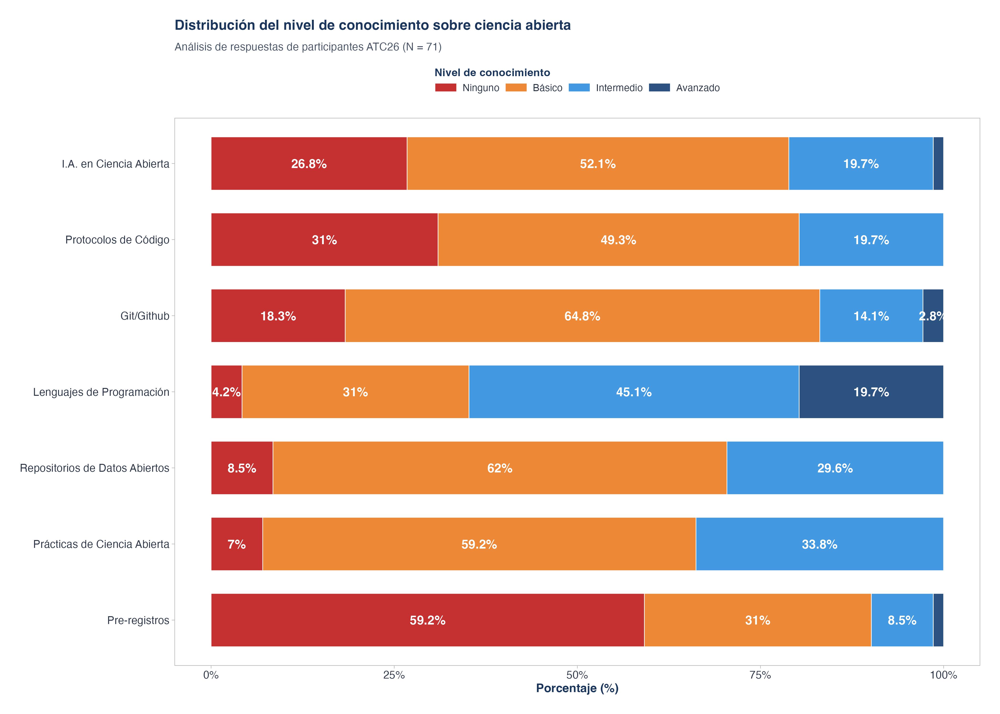 Distribución del nivel de conocimiento sobre ciencia abierta
Análisis de respuestas de participantes ATC26 (N = 71)
Nivel de conocimiento
Ninguno Básico Intermedio Avanzado
I.A. en Ciencia Abierta 26.8% 52.1% 19.7%
Protocolos de Código 31% 49.3% 19.7%
Git/Github 18.3% 64.8% 14.1% 2.8%
Lenguajes de Programación 4.2% 31% 45.1% 19.7%
Repositorios de Datos Abiertos 8.5% 62% 29.6%
Prácticas de Ciencia Abierta 7% 59.2% 33.8%
Pre-registros 59.2% 31% 8.5%
0% 25% 50% 75% 100%
Porcentaje (%)